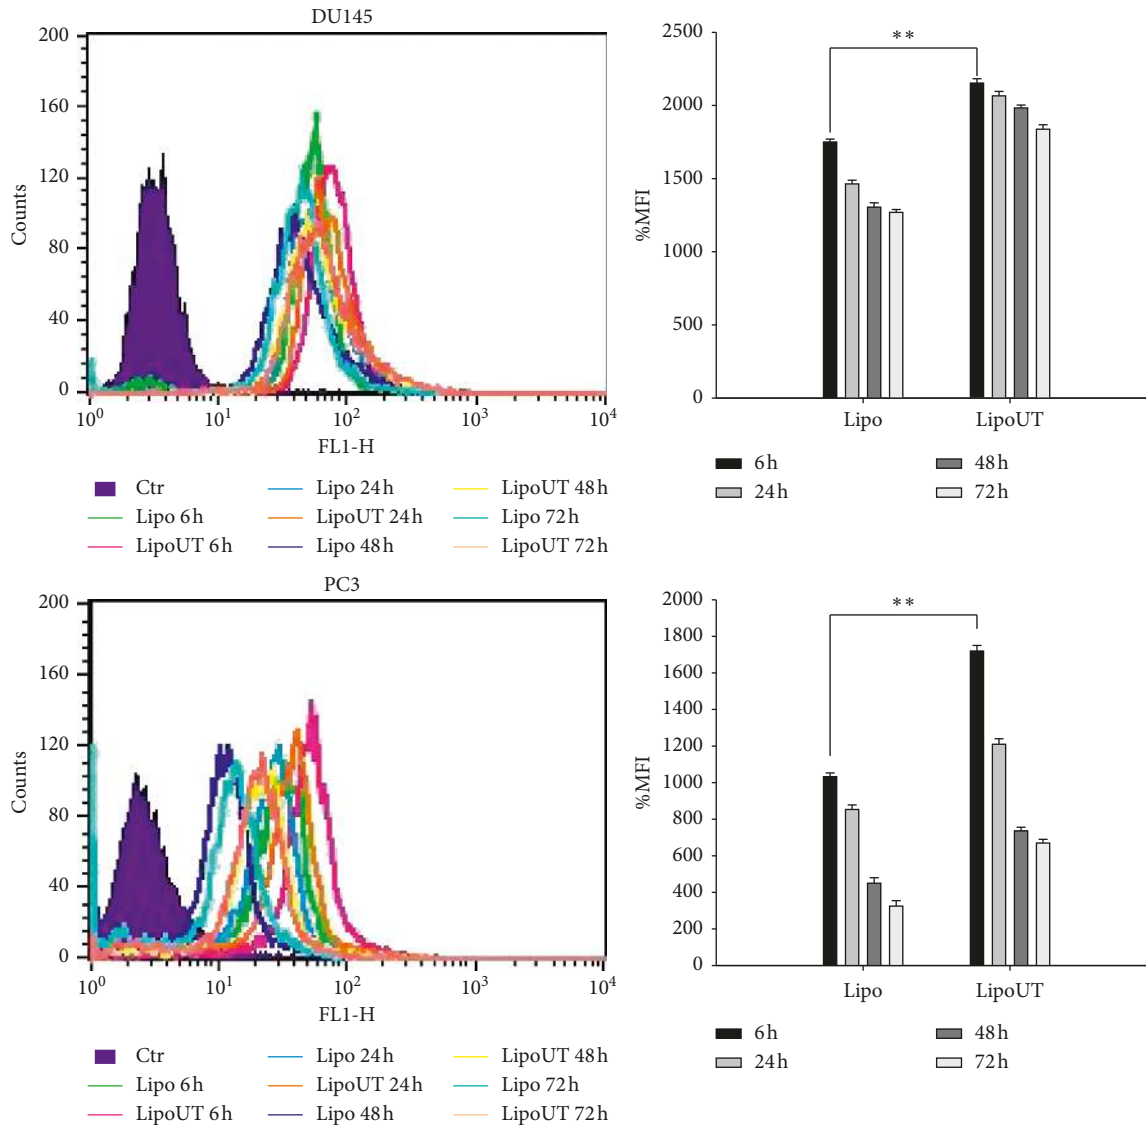 DU145
200
160
120
80
40
0
Counts
10⁰ 10¹ 10² 10³ 10⁴
FL1-H
Ctr Lipo 24h LipoUT 48h
Lipo 6h LipoUT 24h Lipo 72h
LipoUT 6h Lipo 48h LipoUT 72h
2500
2000
1500
1000
500
0
%MFI
**
Lipo LipoUT
6h 48h
24h 72h
PC3
200
160
120
80
40
0
Counts
10⁰ 10¹ 10² 10³ 10⁴
FL1-H
Ctr Lipo 24h LipoUT 48h
Lipo 6h LipoUT 24h Lipo 72h
LipoUT 6h Lipo 48h LipoUT 72h
2000
1800
1600
1400
1200
1000
800
600
400
200
0
%MFI
**
Lipo LipoUT
6h 48h
24h 72h